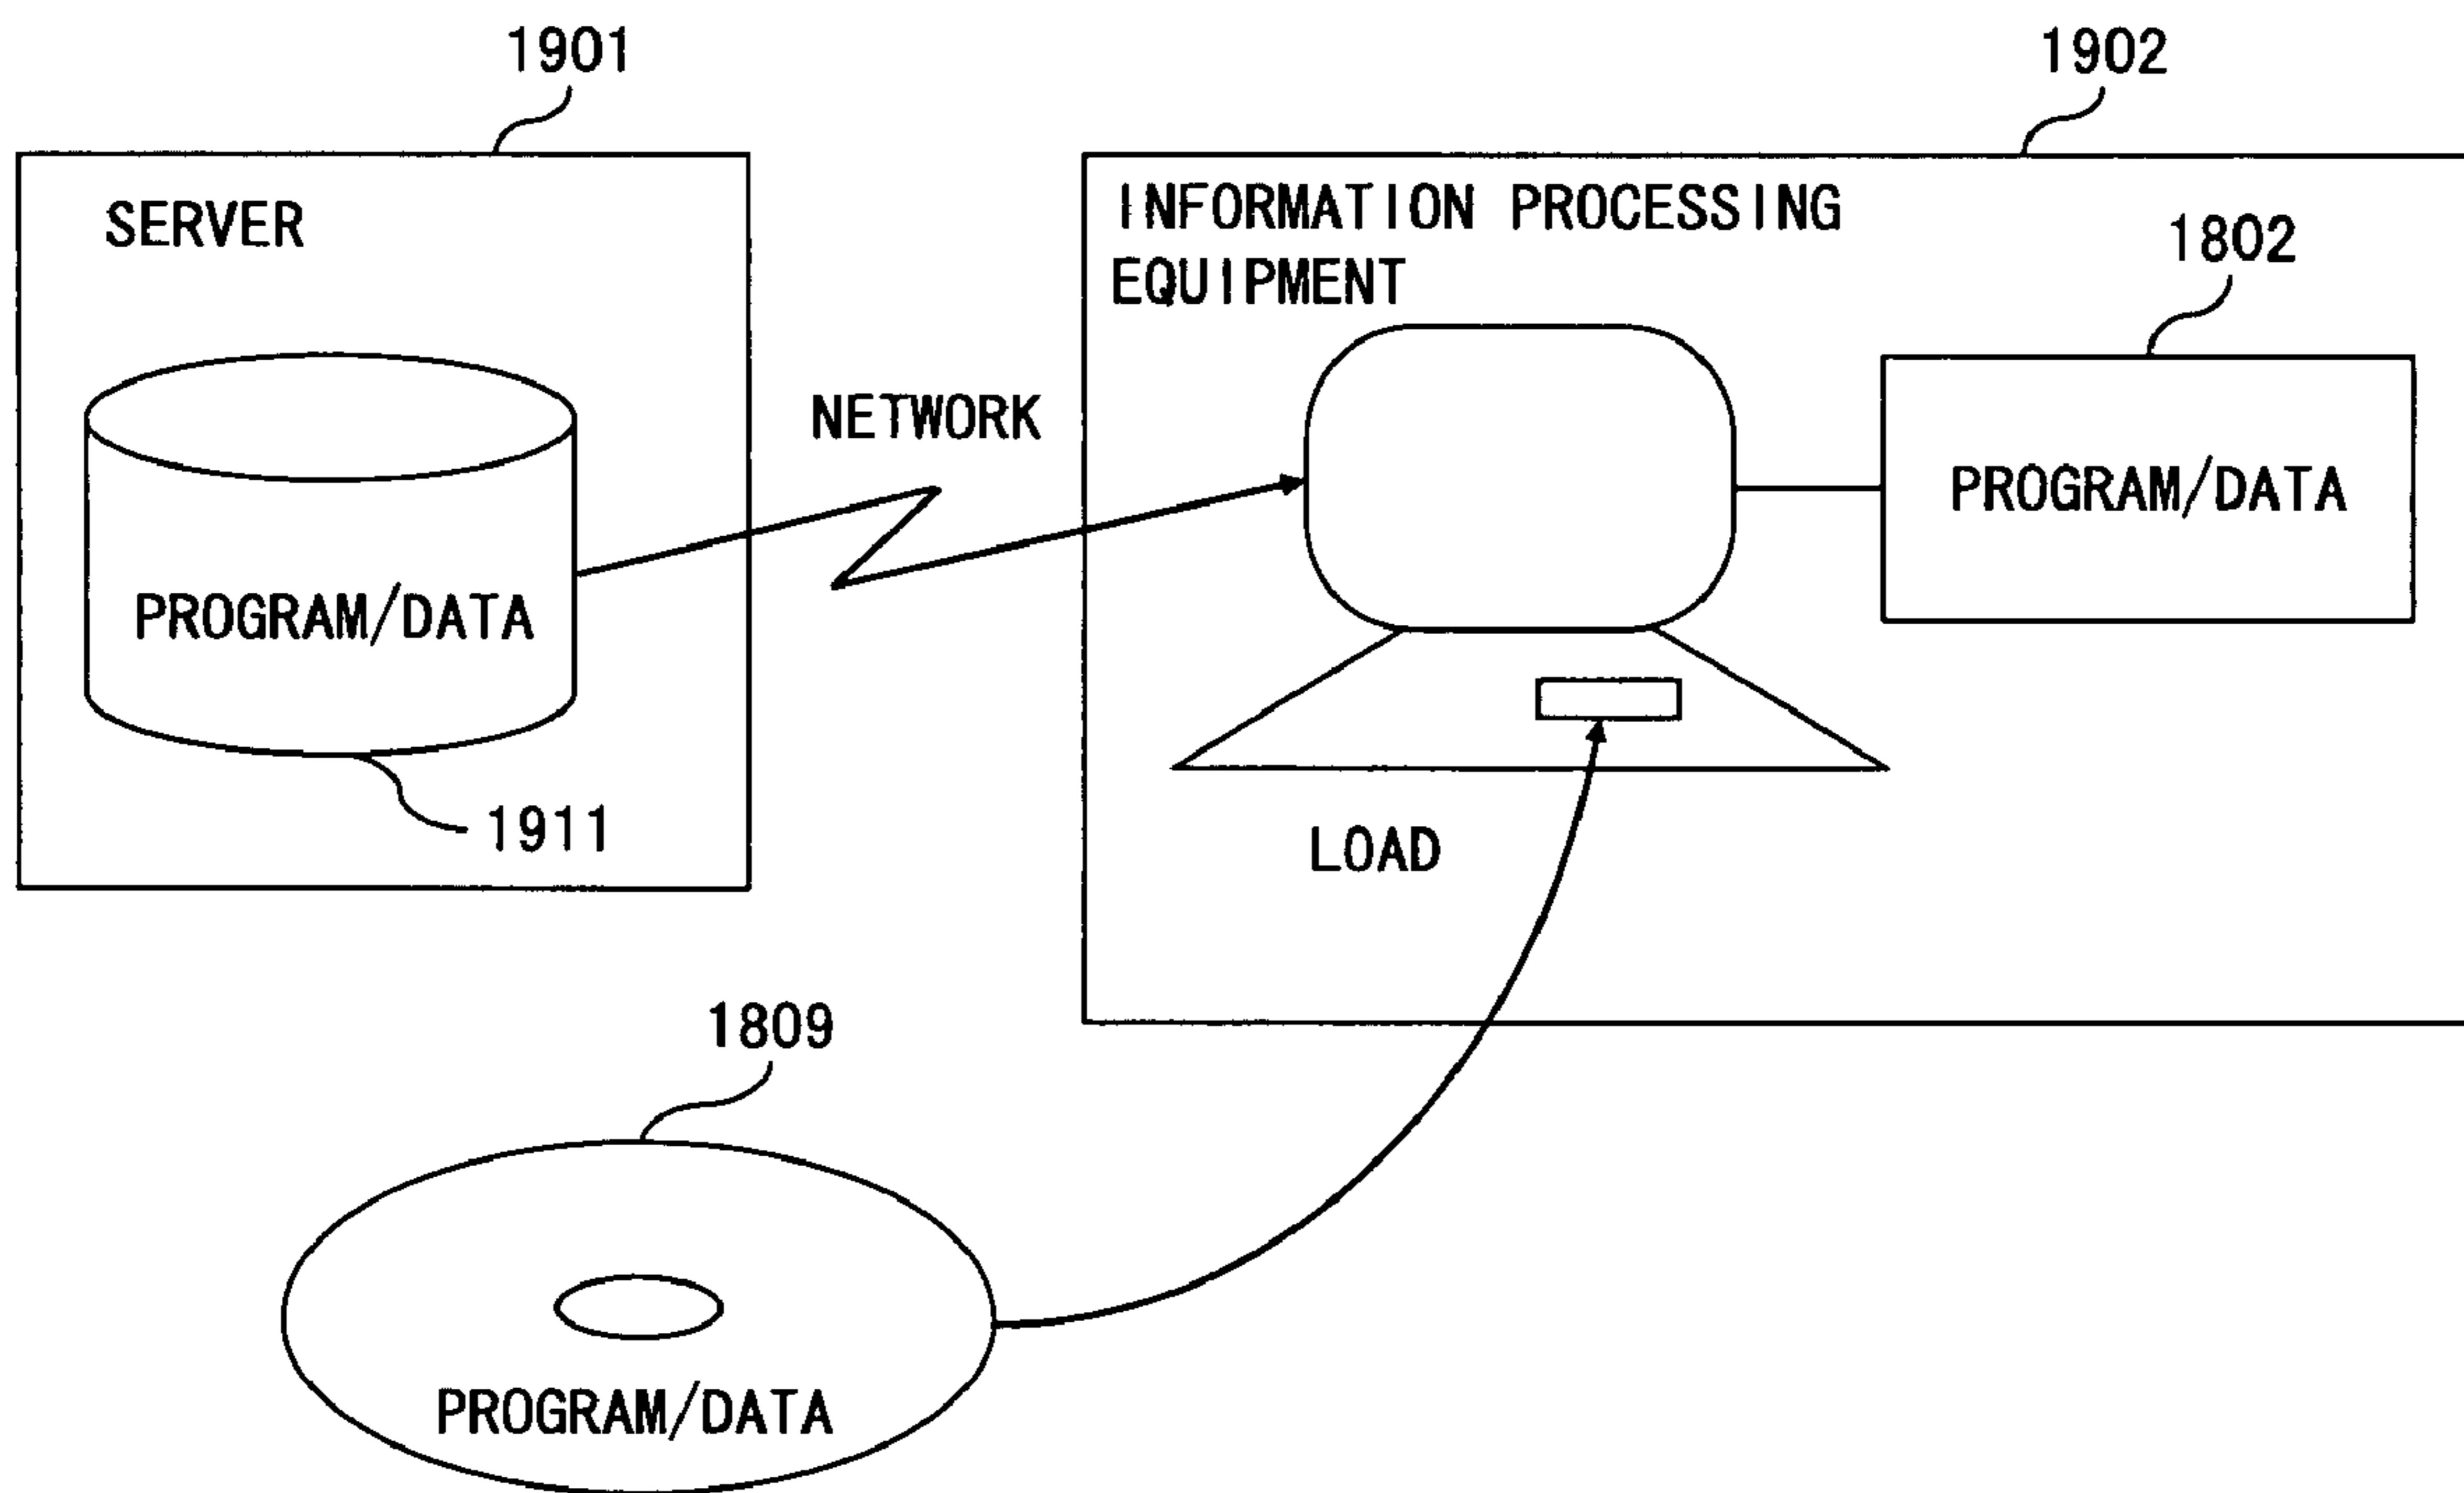 1901
1902
SERVER
INFORMATION PROCESSING
EQUIPMENT
1802
NETWORK
PROGRAM/DATA
PROGRAM/DATA
1911
LOAD
1809
PROGRAM/DATA